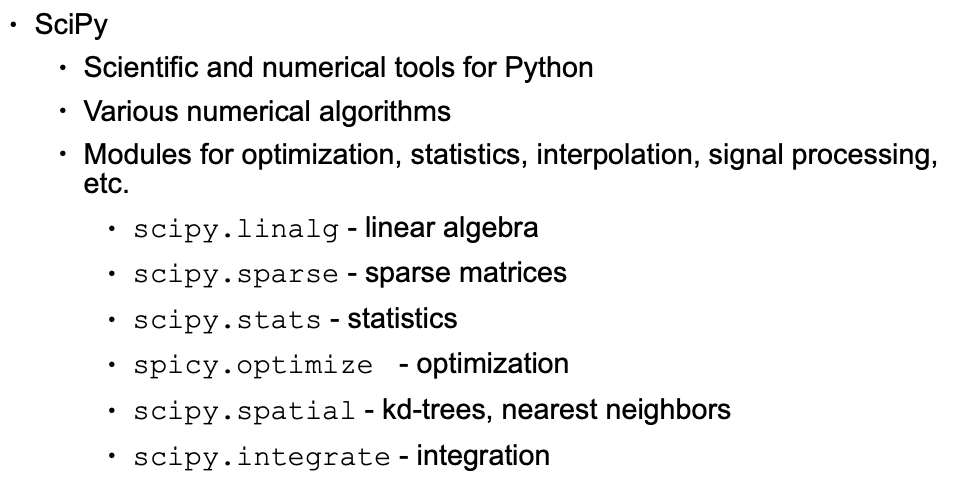 • SciPy
• Scientific and numerical tools for Python
• Various numerical algorithms
• Modules for optimization, statistics, interpolation, signal processing,
etc.
• scipy.linalg - linear algebra
• scipy.sparse - sparse matrices
• scipy.stats - statistics
• spicy.optimize - optimization
• scipy.spatial - kd-trees, nearest neighbors
• scipy.integrate - integration